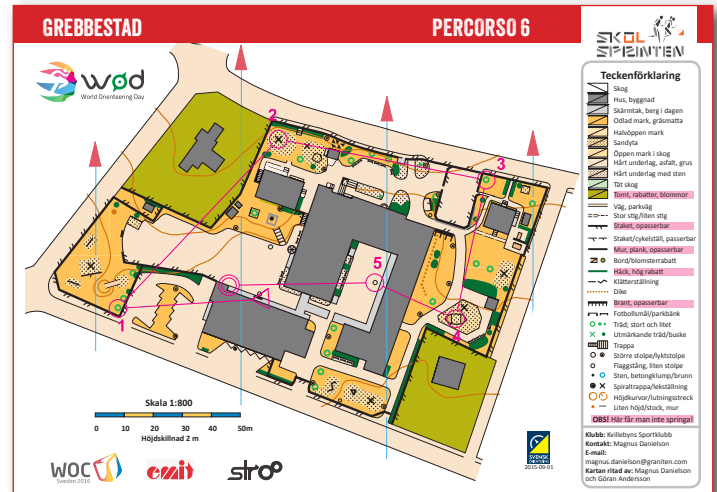 GREBBESTAD
PERCORSO 6
SKOL
SPRINTEN
wød
World Orienteering Day
2
3
5
1
4
Skala 1:800
0 10 20 30 40 50m
Höjdskillnad 2 m
WOC
Sweden 2016
emit
stro
SVENSK
2015-09-01
Teckenförklaring
Skog
Hus, byggnad
Skärmtak, berg i dagen
Odlad mark, gräsmatta
Halvöppen mark
Sandyta
Öppen mark i skog
Hårt underlag, asfalt, grus
Hårt underlag med sten
Tät skog
Tomt, rabatter, blommor
Väg, parkväg
Stor stig/liten stig
Staket, opasserbar
Staket/cykelställ, passerbar
Mur, plank, opasserbar
Bord/blomsterrabatt
Häck, hög rabatt
Klätterställning
Dike
Brant, opasserbar
Fotbollsmål/parkbänk
Träd; stort och litet
Utmärkande träd/buske
Trappa
Större stolpe/lyktstolpe
Flaggstång, liten stolpe
Sten, betongklump/brunn
Spiraltrappa/lekställning
Höjdkurvor/lutningsstreck
Liten höjd/stock, mur
OBS! Här får man inte springa!
Klubb: Kvillebyns Sportklubb
Kontakt: Magnus Danielson
E-mail:
magnus.danielson@graniten.com
Kartan ritad av: Magnus Danielson
och Göran Andersson